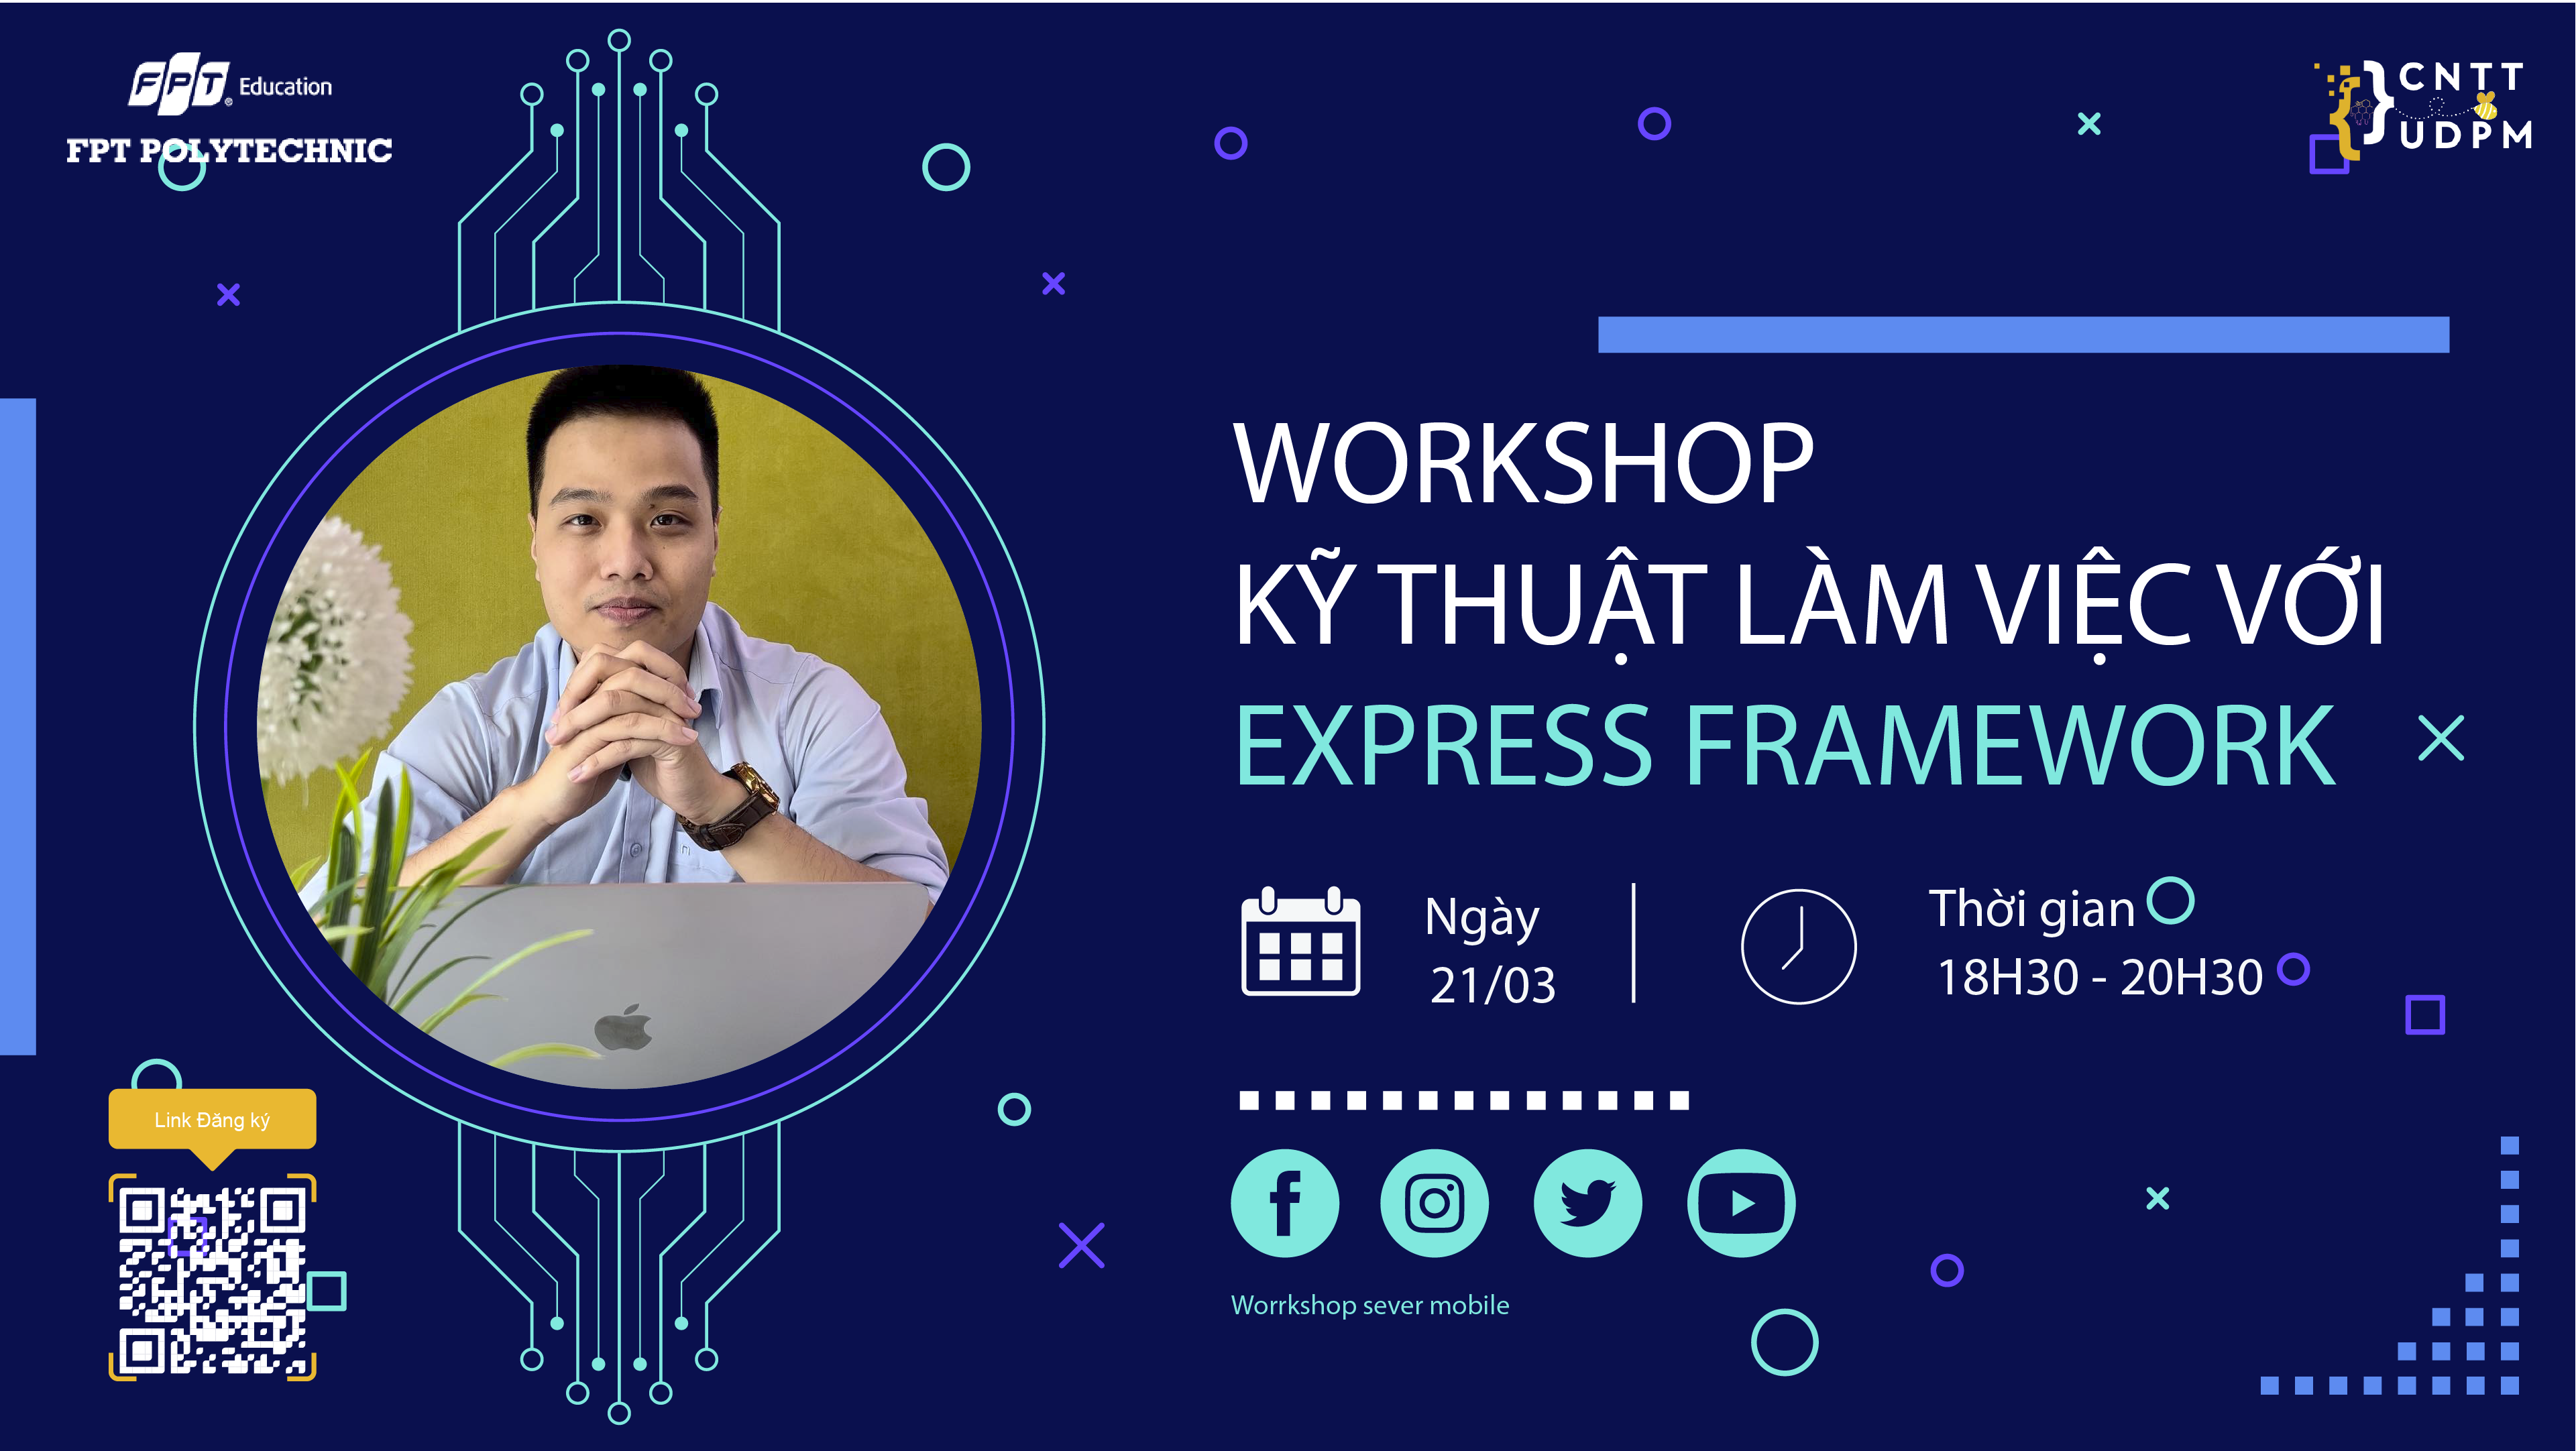 FPT Education
FPT POLYTECHNIC
CNTT
UDPM
WORKSHOP
KỸ THUẬT LÀM VIỆC VỚI
EXPRESS FRAMEWORK
Ngày
21/03
Thời gian
18H30 - 20H30
Link Đăng ký
Worrkshop sever mobile